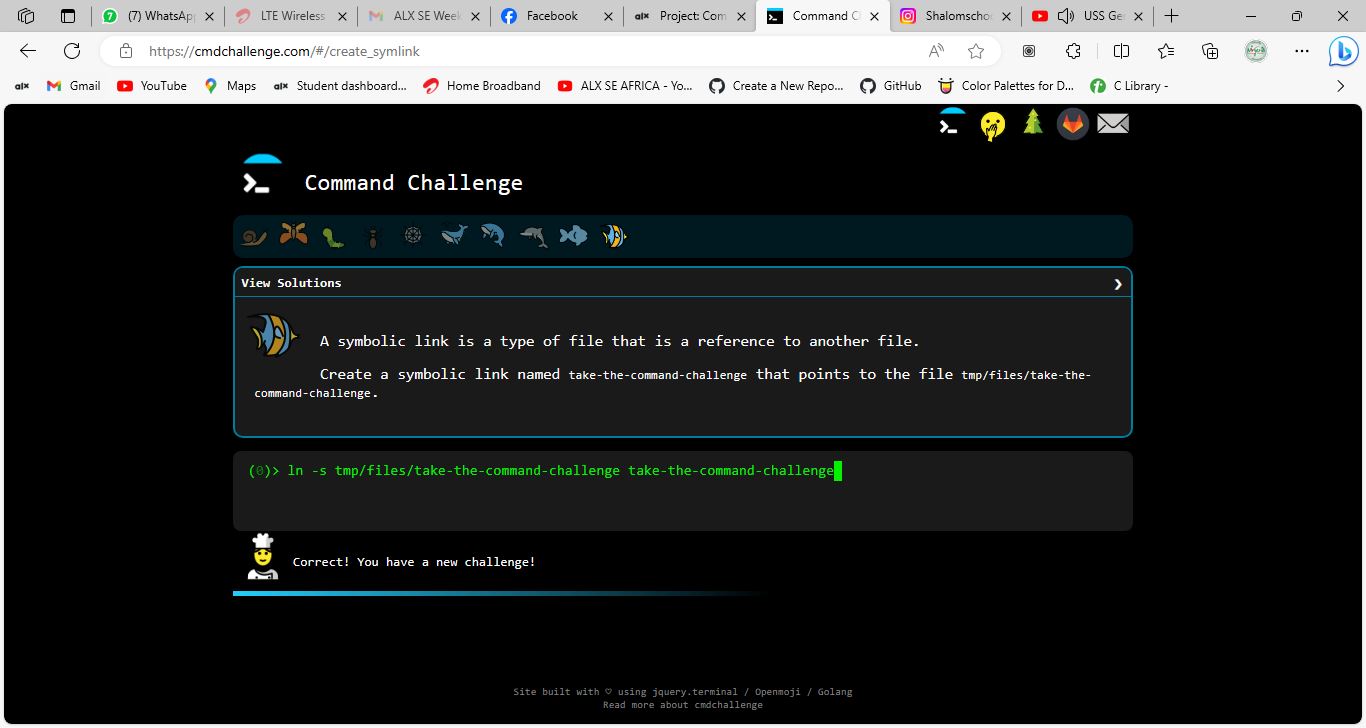 (7) WhatsApp
LTE Wireless
ALX SE Week
Facebook
alx Project: Com
Command Ch
Shalomschoo
USS Ger
https://cmdchallenge.com/#/create_symlink
alx
Gmail
YouTube
Maps
alx Student dashboard...
Home Broadband
ALX SE AFRICA - Yo...
Create a New Repo...
GitHub
Color Palettes for D...
C Library -
Command Challenge
View Solutions
A symbolic link is a type of file that is a reference to another file.
Create a symbolic link named take-the-command-challenge that points to the file tmp/files/take-the-
command-challenge.
(0)> ln -s tmp/files/take-the-command-challenge take-the-command-challenge
Correct! You have a new challenge!
Site built with ♡ using jquery.terminal / Openmoji / Golang
Read more about cmdchallenge